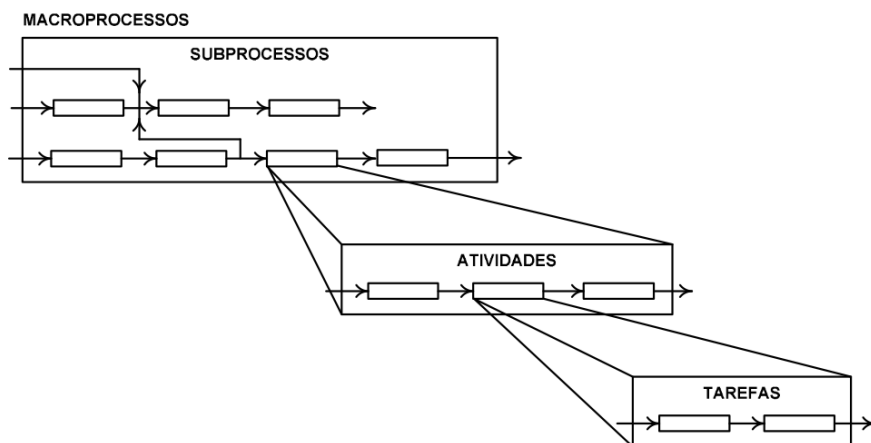 MACROPROCESSOS
SUBPROCESSOS
ATIVIDADES
TAREFAS